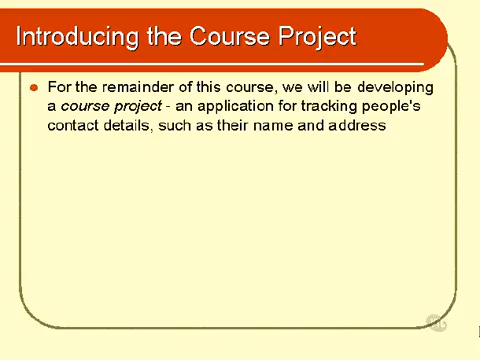 Introducing the Course Project
For the remainder of this course, we will be developing
a course project - an application for tracking people's
contact details, such as their name and address